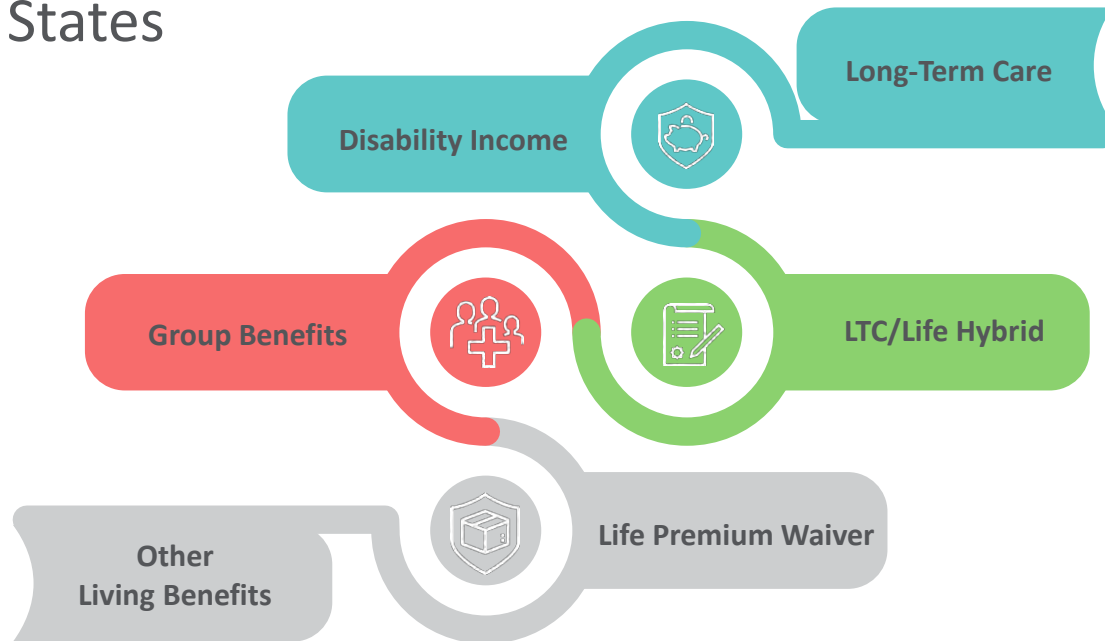 States
Long-Term Care
Disability Income
Group Benefits
LTC/Life Hybrid
Life Premium Waiver
Other
Living Benefits